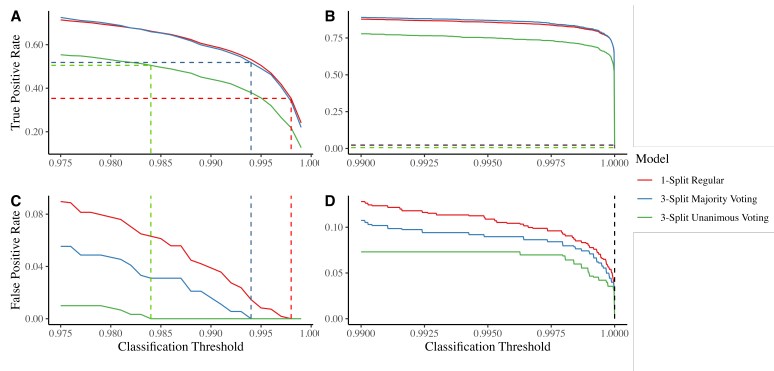 A
True Positive Rate
0.60
0.40
0.20
0.975
0.980
0.985
0.990
0.995
1.000
B
0.75
0.50
0.25
0.00
0.9900
0.9925
0.9950
0.9975
1.0000
C
False Positive Rate
0.08
0.04
0.00
0.975
0.980
0.985
0.990
0.995
1.000
Classification Threshold
D
0.10
0.05
0.00
0.9900
0.9925
0.9950
0.9975
1.0000
Classification Threshold
Model
1-Split Regular
3-Split Majority Voting
3-Split Unanimous Voting